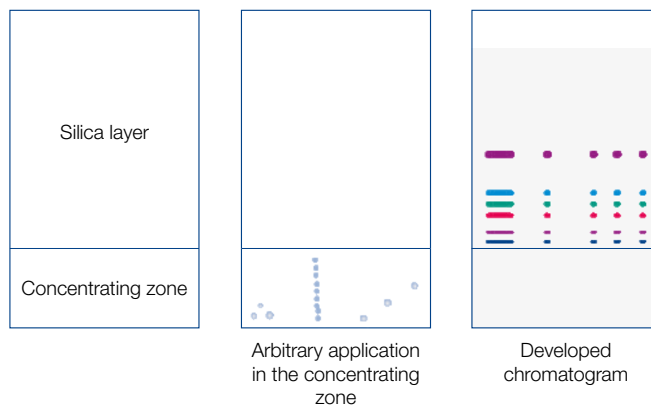 Silica layer
Concentrating zone
Arbitrary application
in the concentrating
zone
Developed
chromatogram